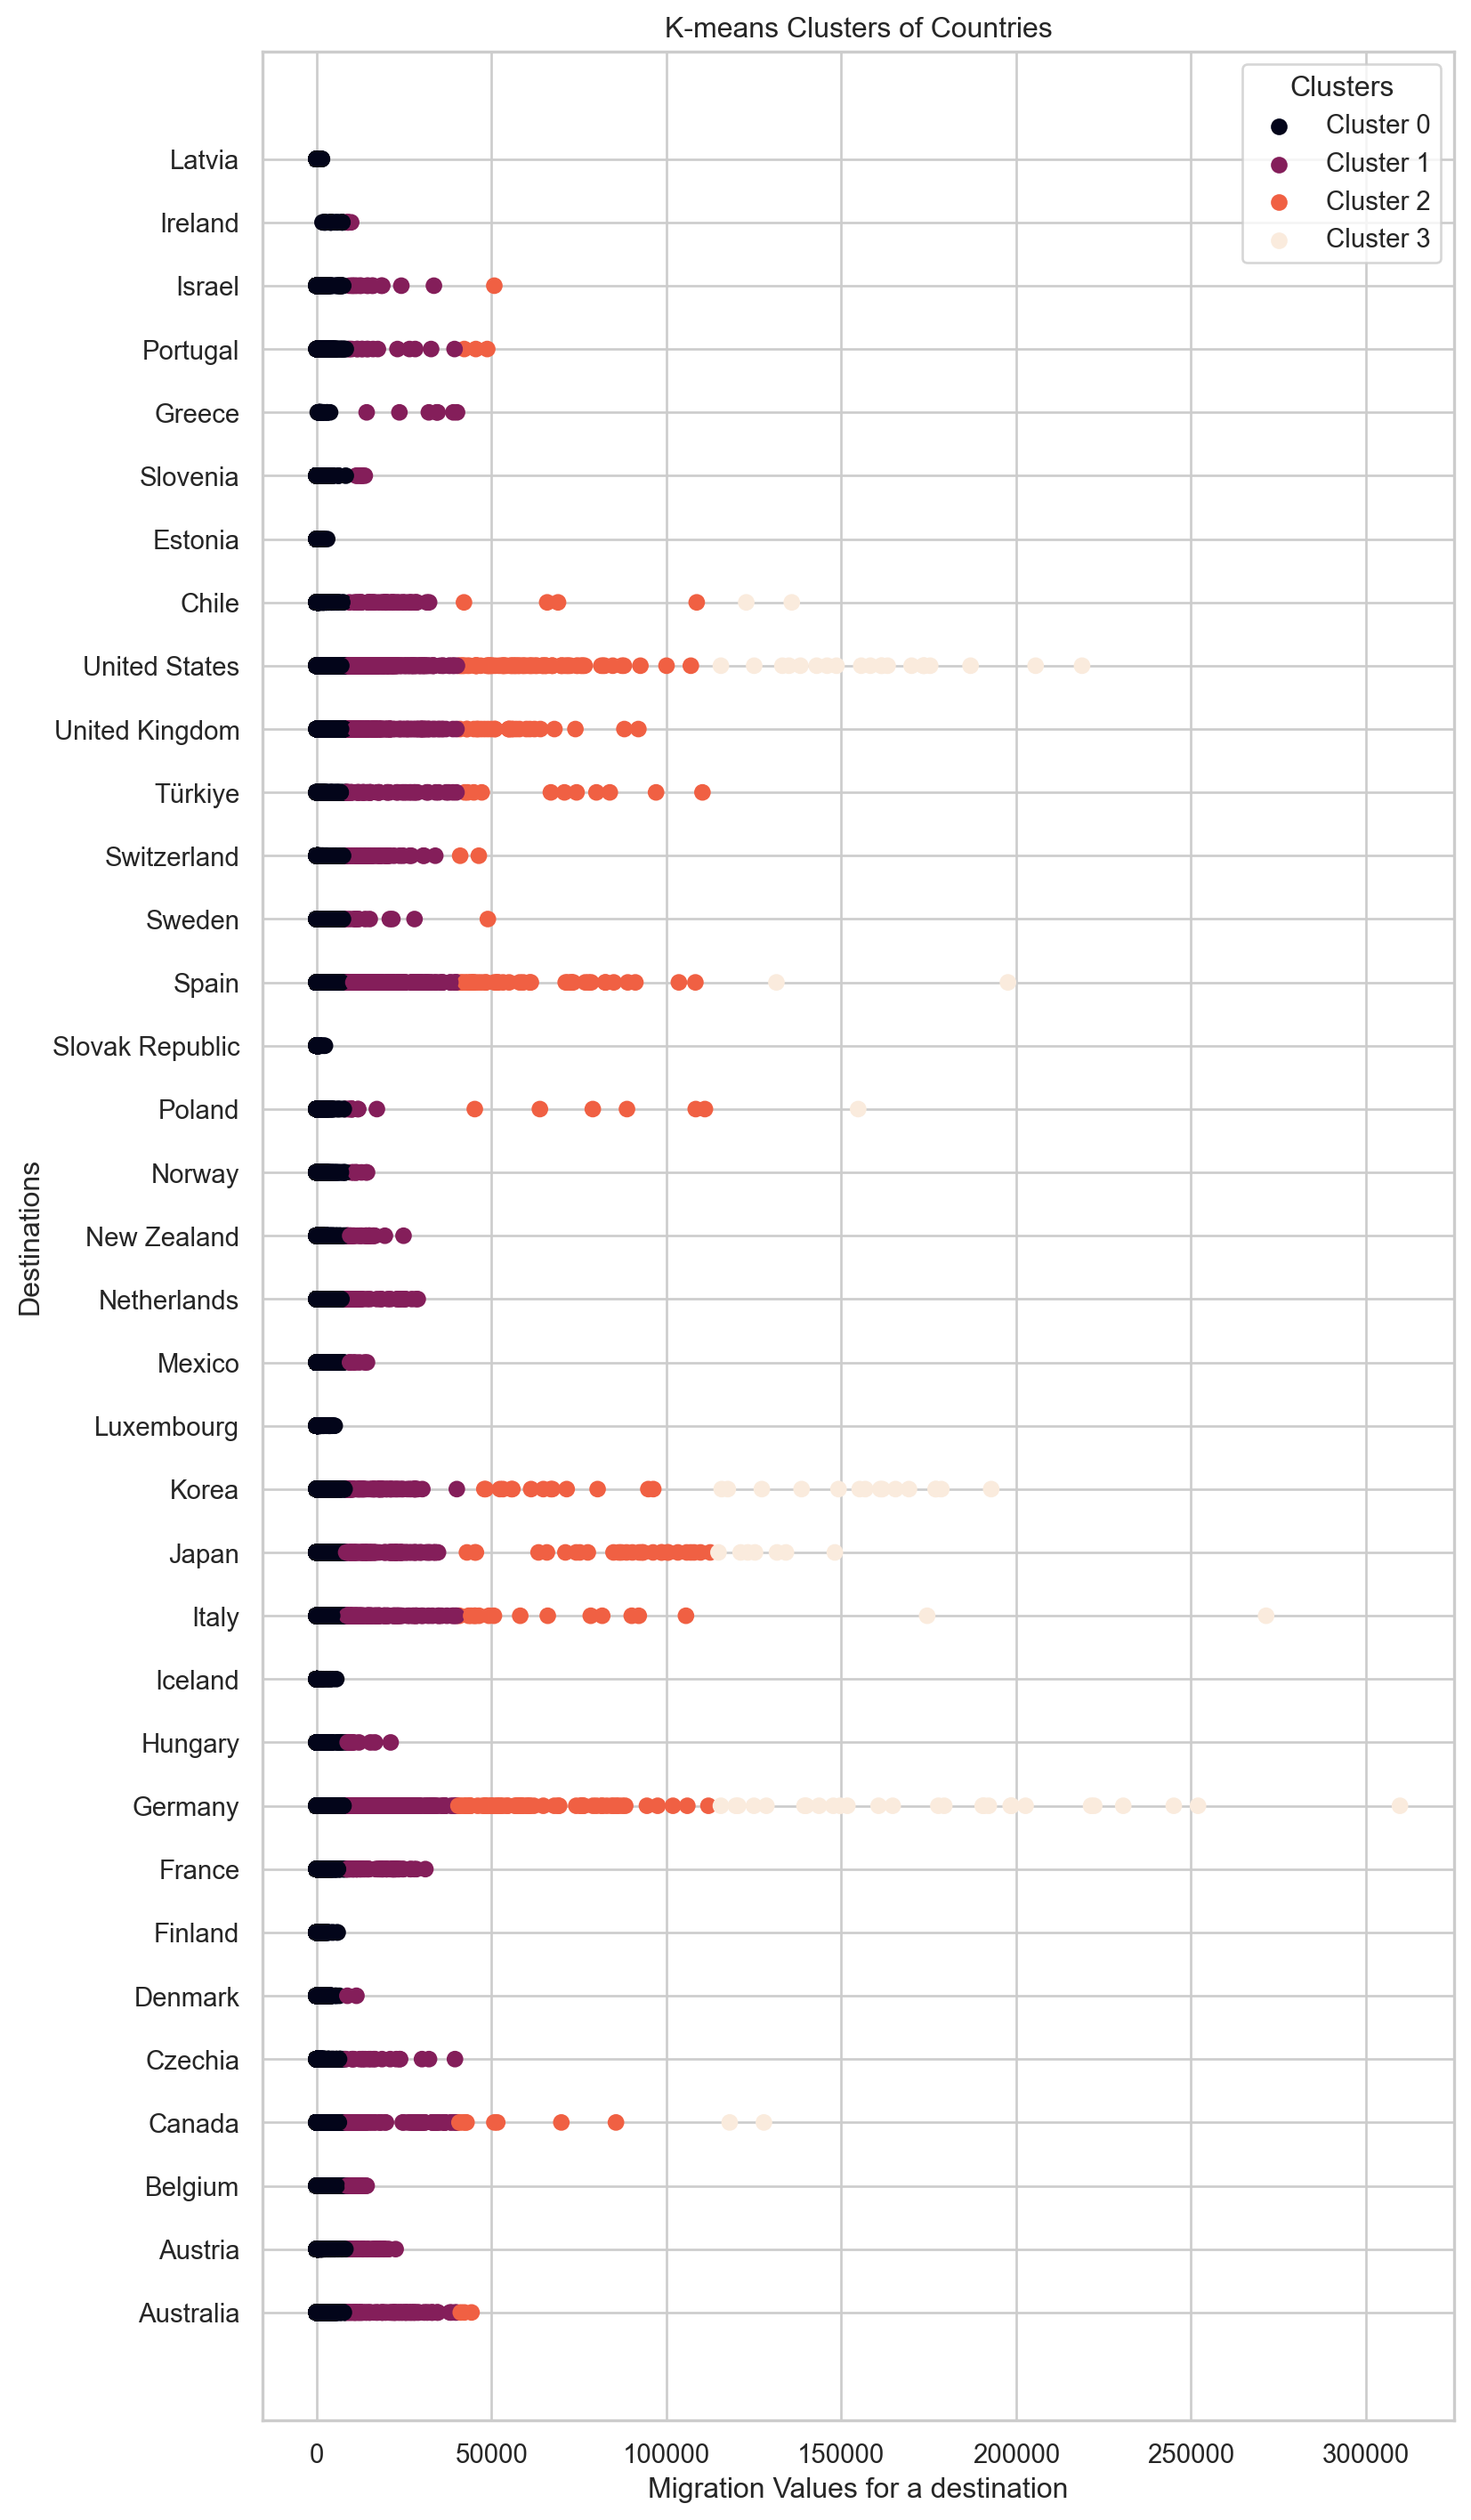 K-means Clusters of Countries
Clusters
Cluster 0
Cluster 1
Cluster 2
Cluster 3
Latvia
Ireland
Israel
Portugal
Greece
Slovenia
Estonia
Chile
United States
United Kingdom
Türkiye
Switzerland
Sweden
Spain
Slovak Republic
Poland
Norway
New Zealand
Netherlands
Mexico
Luxembourg
Korea
Japan
Italy
Iceland
Hungary
Germany
France
Finland
Denmark
Czechia
Canada
Belgium
Austria
Australia
Destinations
0 50000 100000 150000 200000 250000 300000
Migration Values for a destination